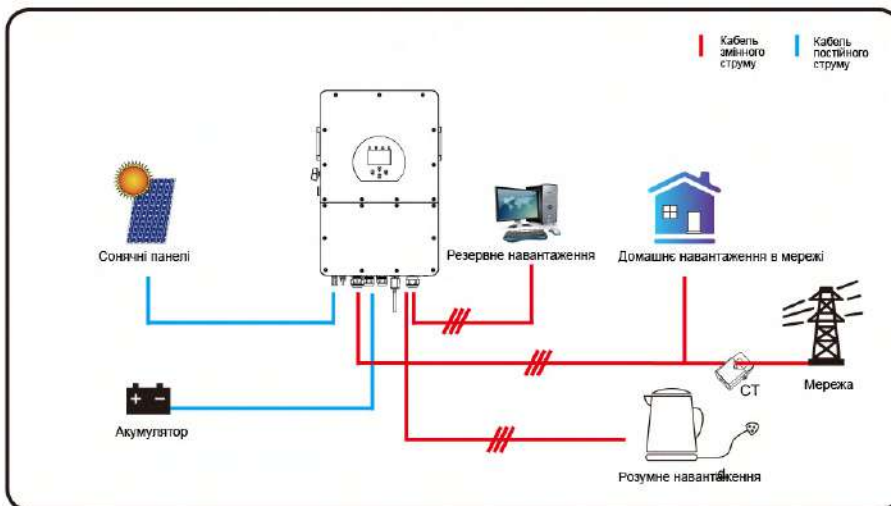 Кабель
змінного
струму
Кабель
постійного
струму
Сонячні панелі
Резервне навантаження
Домашнє навантаження в мережі
Мережа
CT
Акумулятор
Розумне навантаження